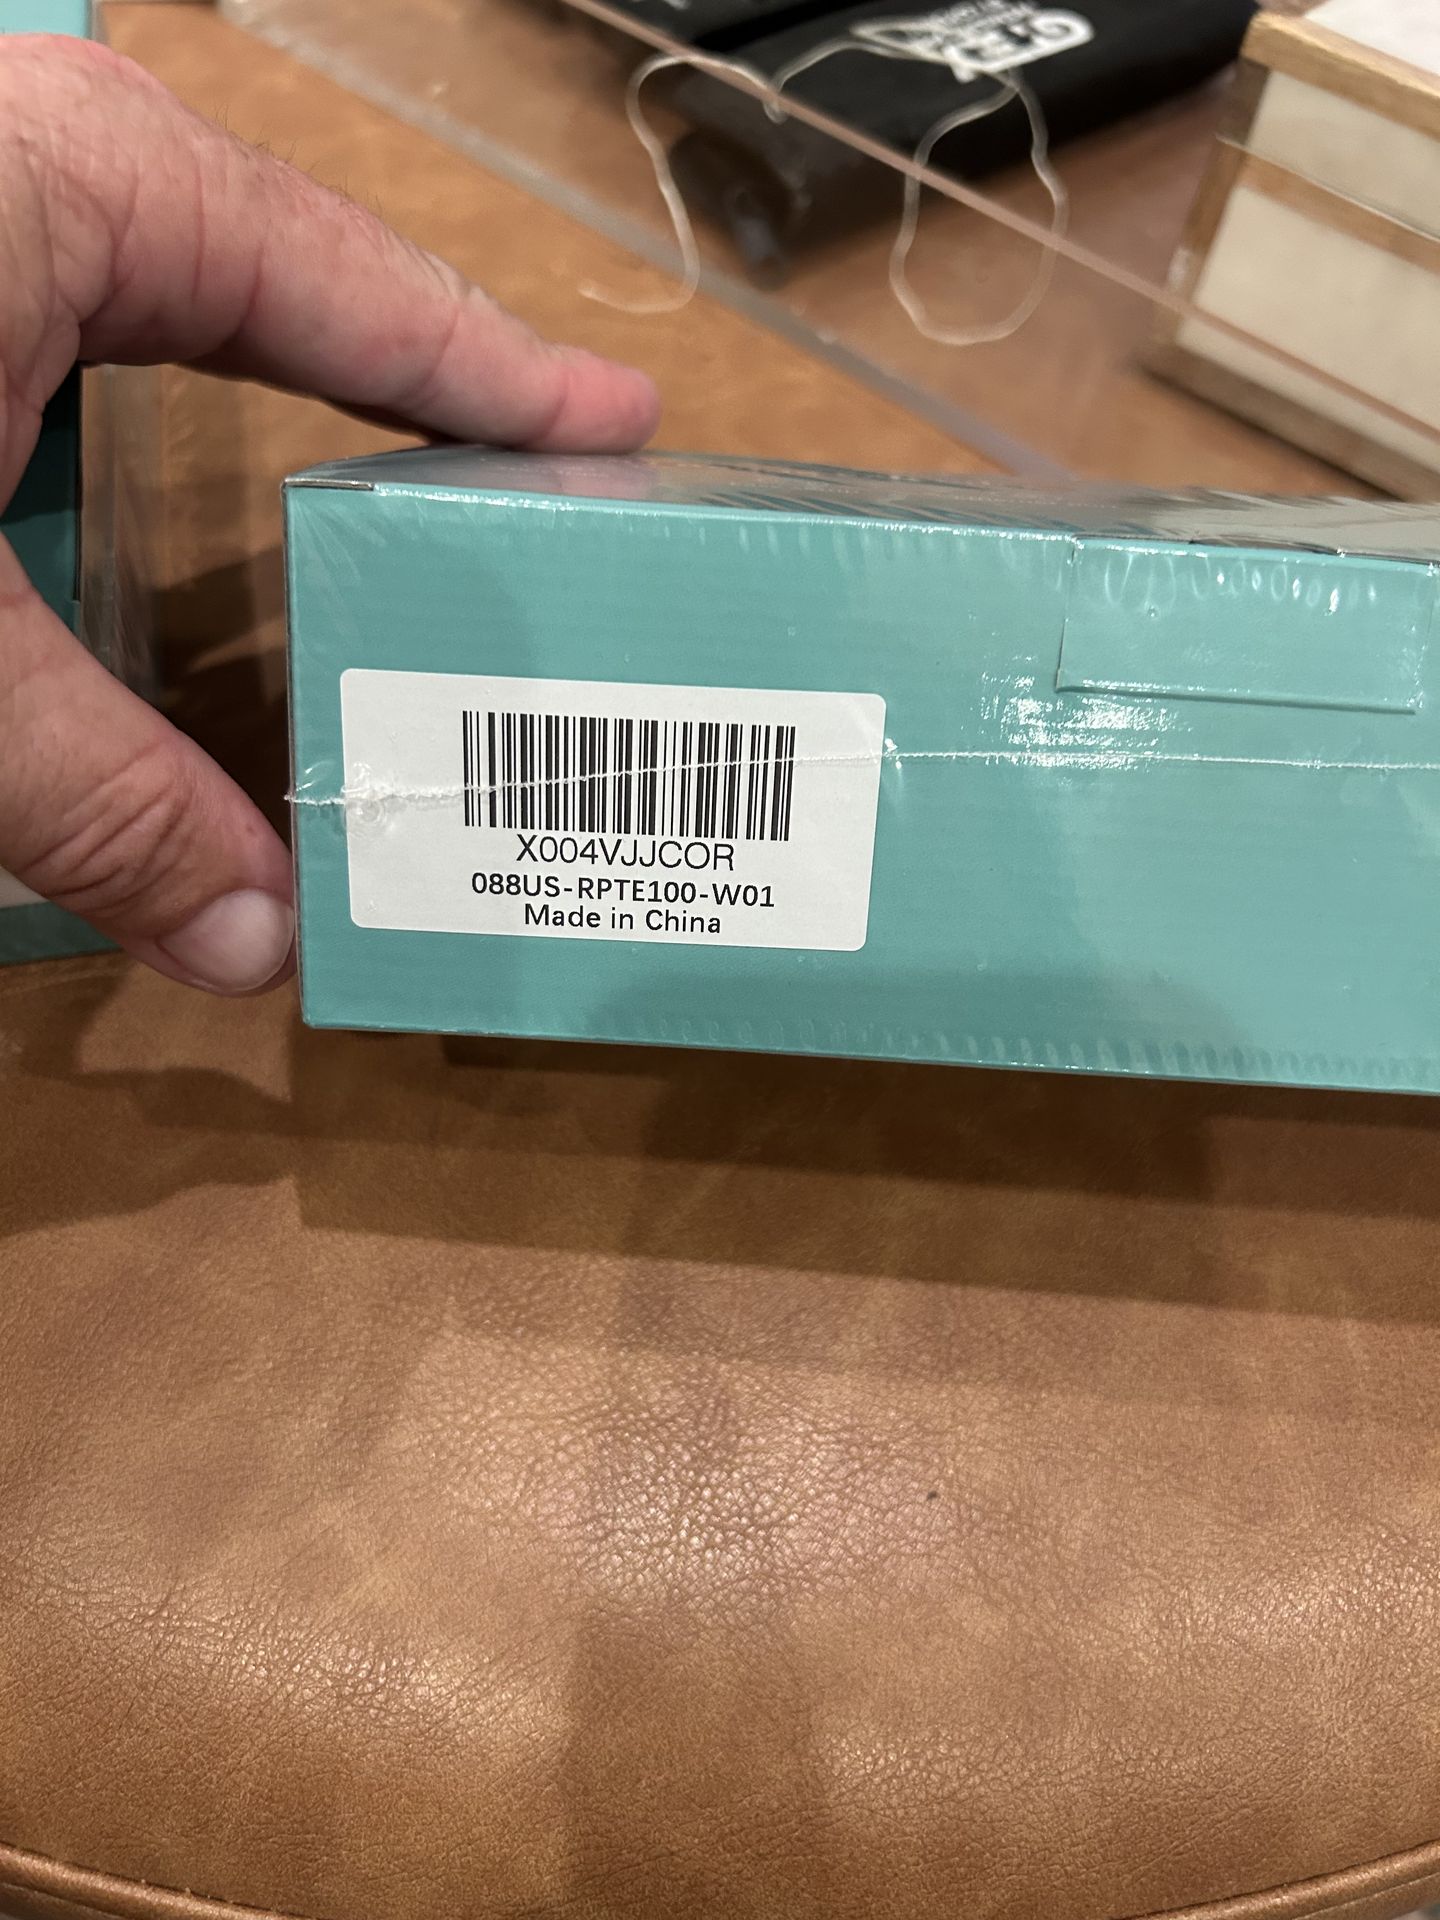 X004VJJCOR
088US-RPTE100-W01
Made in China